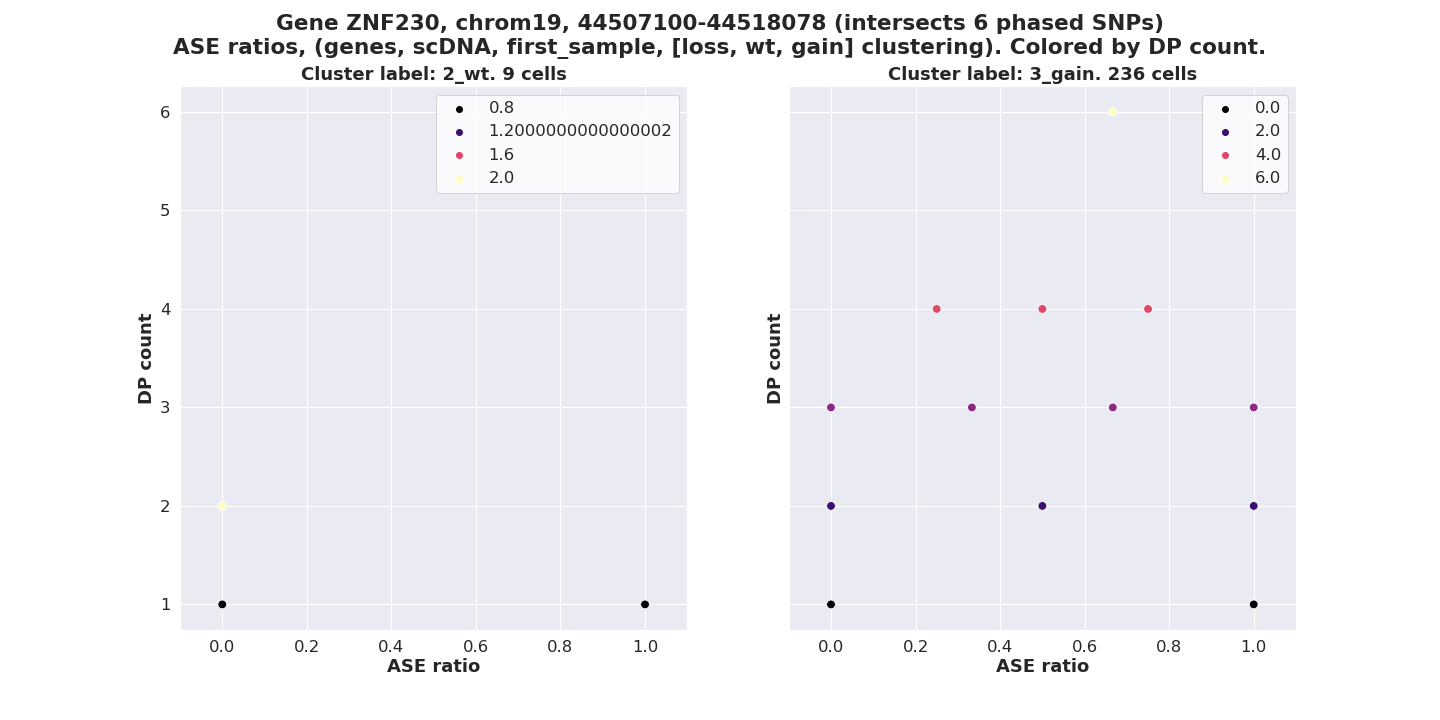 Gene ZNF230, chrom19, 44507100-44518078 (intersects 6 phased SNPs)
ASE ratios, (genes, scDNA, first_sample, [loss, wt, gain] clustering). Colored by DP count.
Cluster label: 2_wt. 9 cells
0.8
1.2000000000000002
1.6
2.0
6
5
4
3
2
1
DP count
0.0 0.2 0.4 0.6 0.8 1.0
ASE ratio
Cluster label: 3_gain. 236 cells
0.0
2.0
4.0
6.0
DP count
0.0 0.2 0.4 0.6 0.8 1.0
ASE ratio